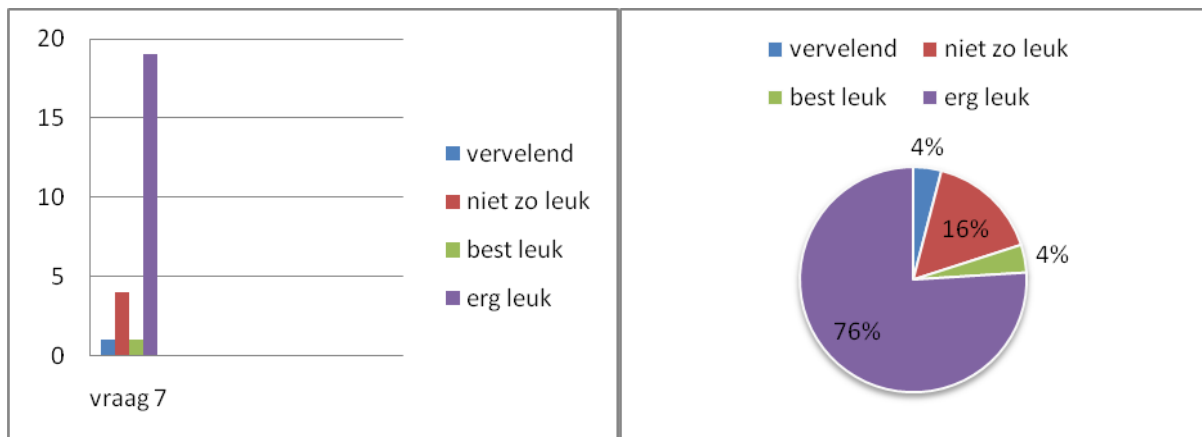 20
15
10
5
0
vraag 7
vervelend
niet zo leuk
best leuk
erg leuk
vervelend niet zo leuk
best leuk erg leuk
4%
16%
4%
76%